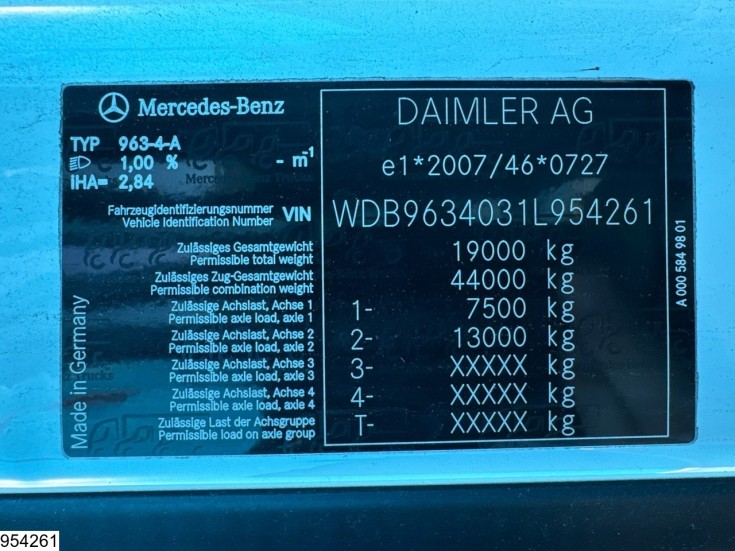 Mercedes-Benz
TYP 963-4-A
1,00 % - m⁻¹
IHA= 2,84
DAIMLER AG
e1*2007/46*0727
Fahrzeugidentifizierungsnummer
Vehicle Identification Number
VIN WDB9634031L954261
Zulässiges Gesamtgewicht
Permissible total weight
19000 kg
Zulässiges Zug-Gesamtgewicht
Permissible combination weight
44000 kg
Zulässige Achslast, Achse 1
Permissible axle load, axle 1
1- 7500 kg
Zulässige Achslast, Achse 2
Permissible axle load, axle 2
2- 13000 kg
Zulässige Achslast, Achse 3
Permissible axle load, axle 3
3- XXXXX kg
Zulässige Achslast, Achse 4
Permissible axle load, axle 4
4- XXXXX kg
Zulässige Last der Achsgruppe
Permissible load on axle group
T- XXXXX kg
Made in Germany
A 000 584 98 01
954261